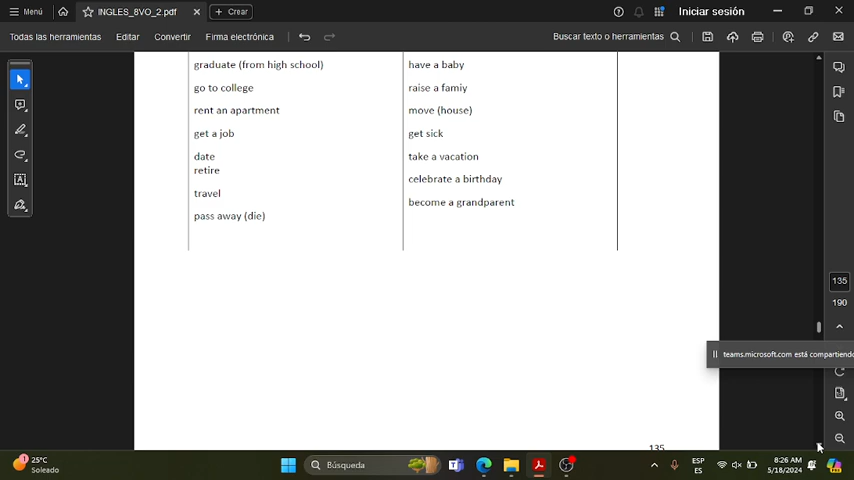 Menú
INGLES_8VO_2.pdf
Crear
Iniciar sesión
Todas las herramientas
Editar
Convertir
Firma electrónica
Buscar texto o herramientas
graduate (from high school)
go to college
rent an apartment
get a job
date
retire
travel
pass away (die)
have a baby
raise a famiy
move (house)
get sick
take a vacation
celebrate a birthday
become a grandparent
135
135
190
teams.microsoft.com está compartiendo
25°C
Soleado
Búsqueda
ESP
ES
8:26 AM
5/18/2024